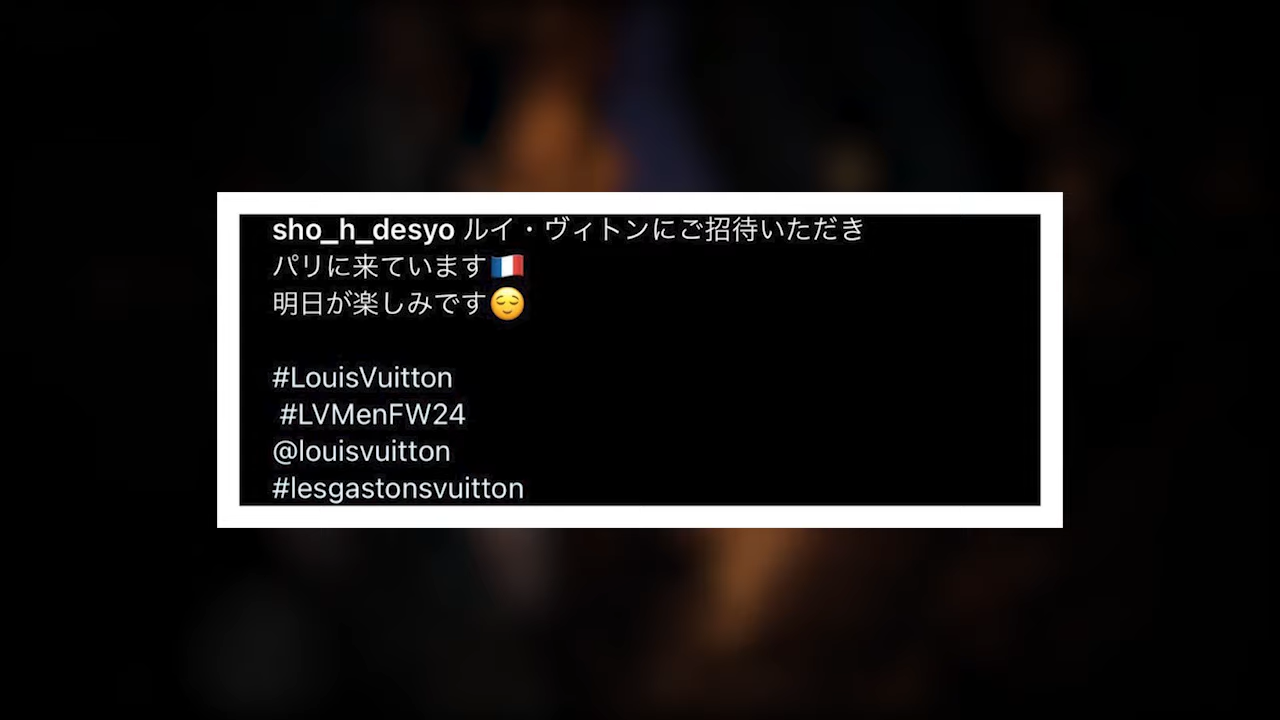 sho_h_desyo ルイ・ヴィトンにご招待いただき
パリに来ています🇫🇷
明日が楽しみです😌
#LouisVuitton
#LVMenFW24
@louisvuitton
#lesgastonsvuitton